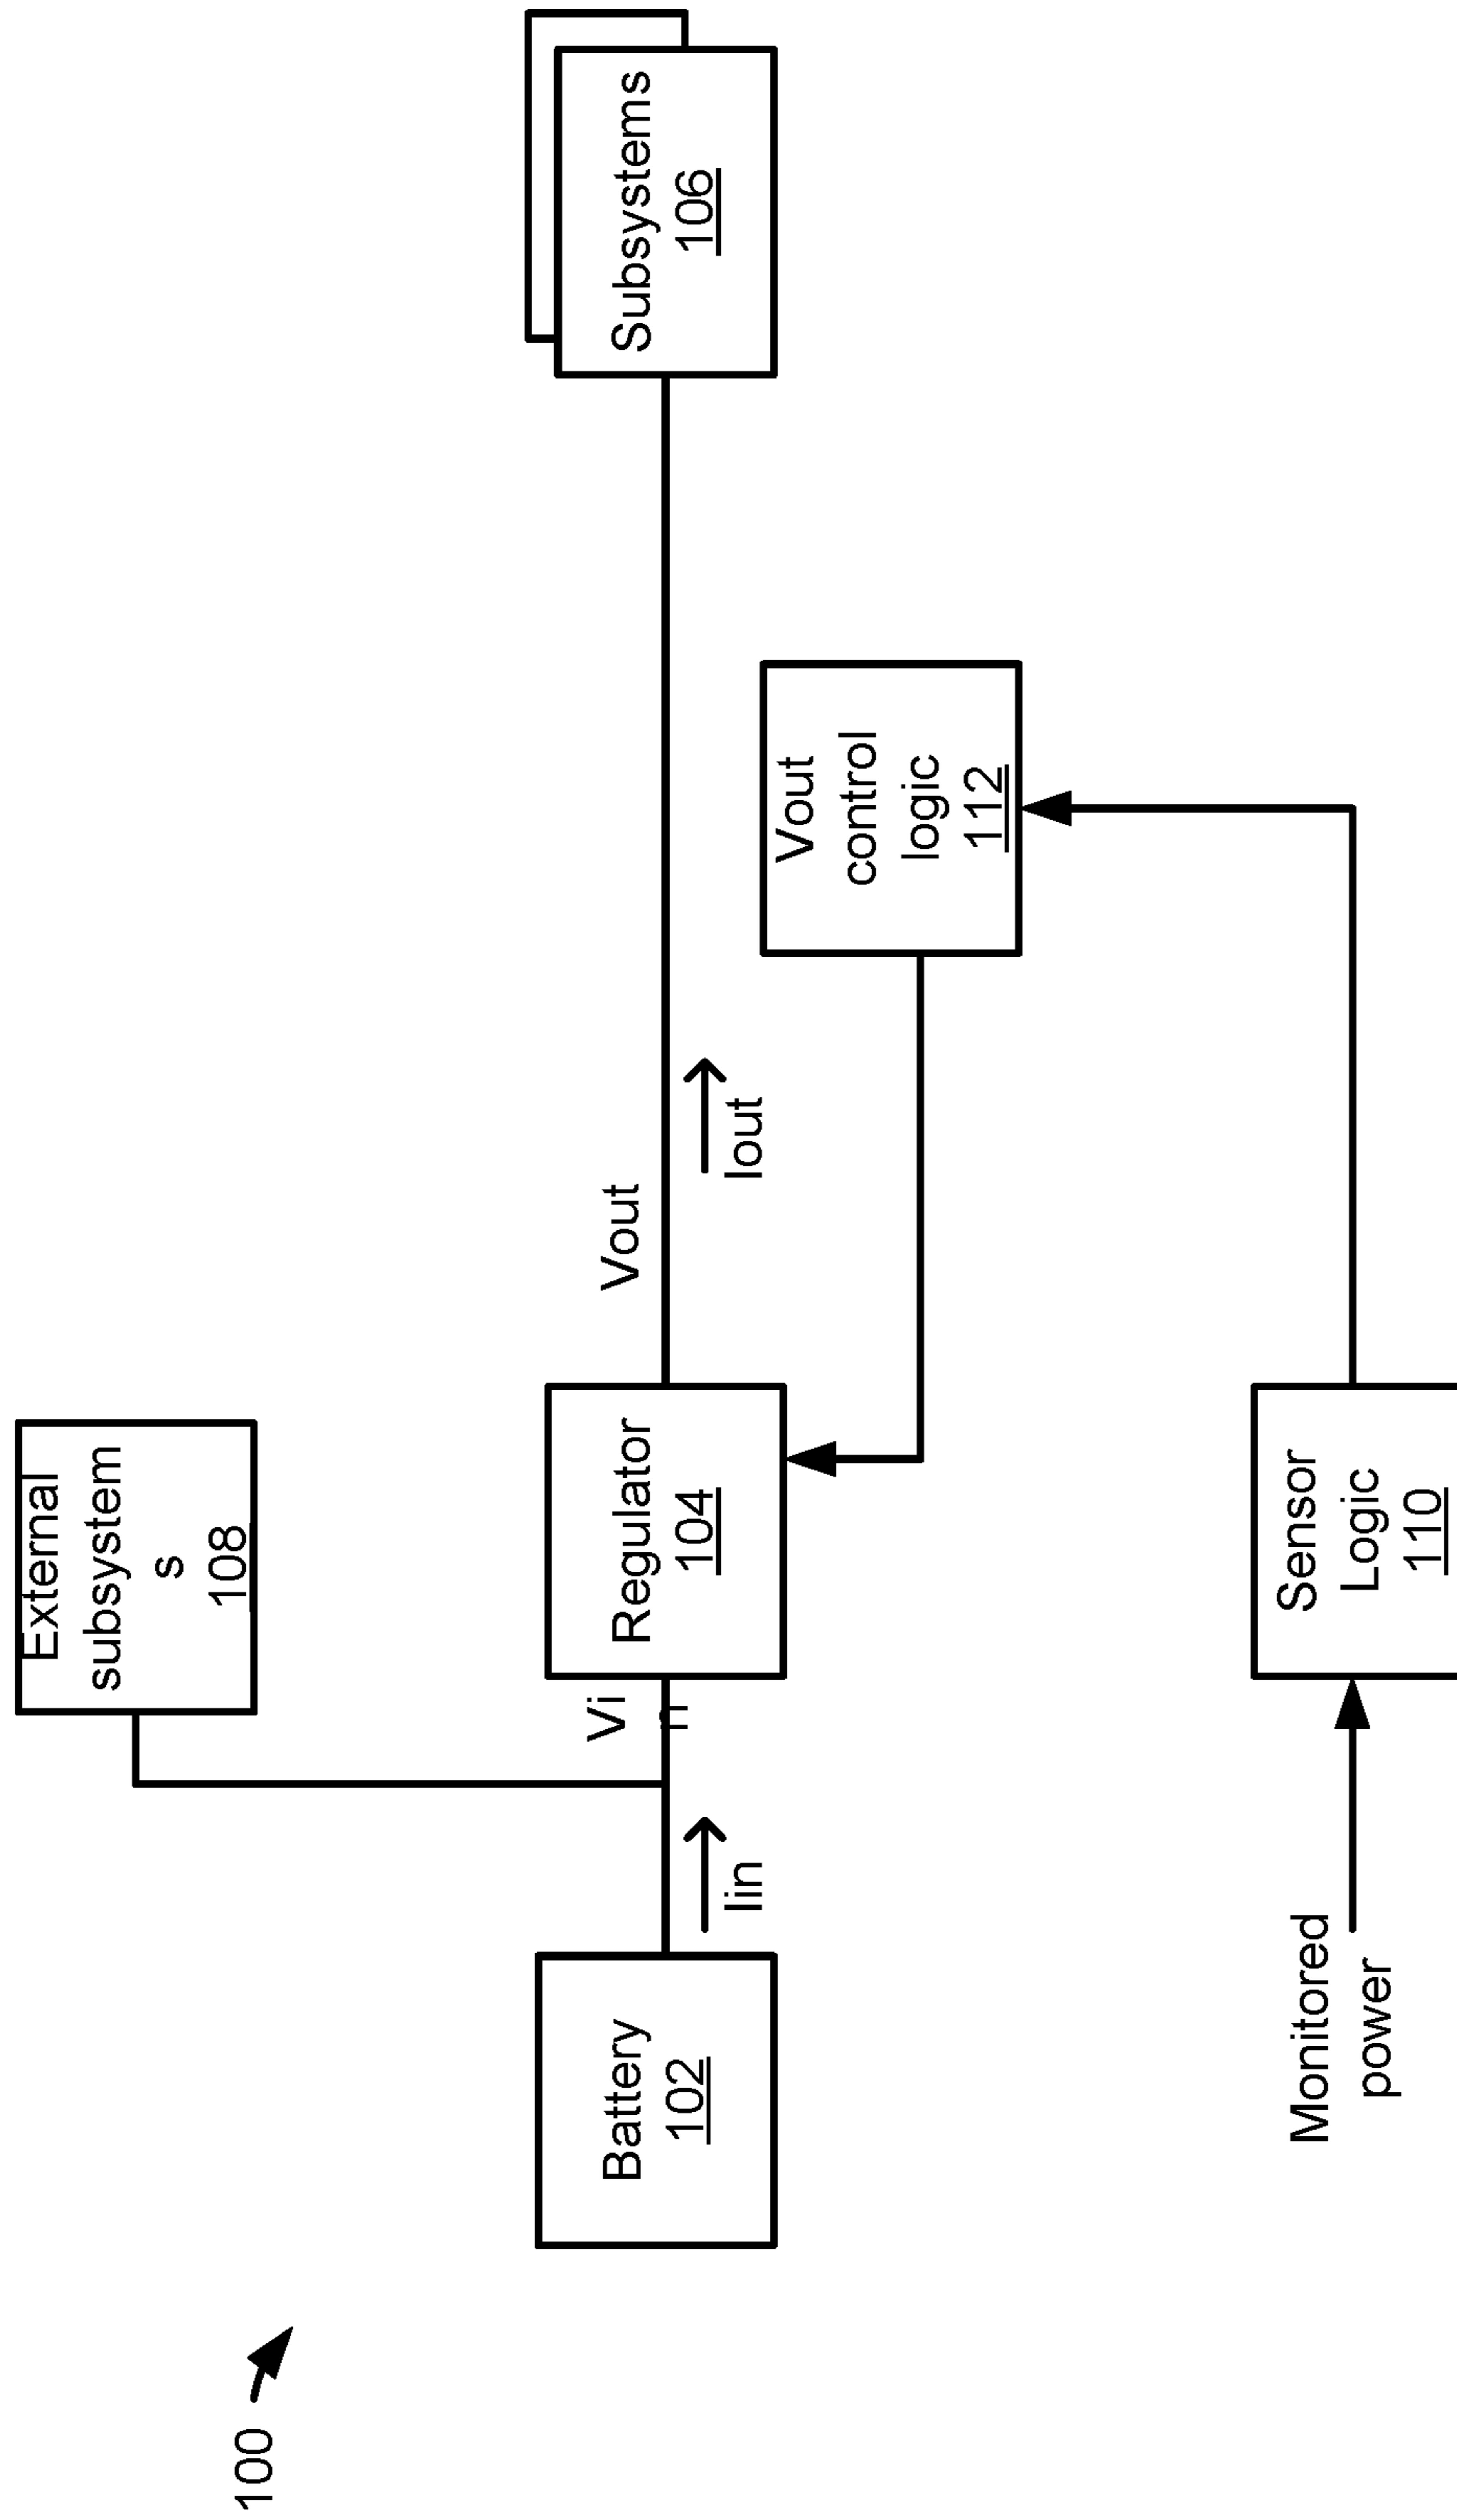 100
External
subsystem
s
108
Battery
102
Iin
Vi
n
Regulator
104
Vout
Iout
Subsystems
106
Vout
control
logic
112
Monitored
power
Sensor
Logic
110